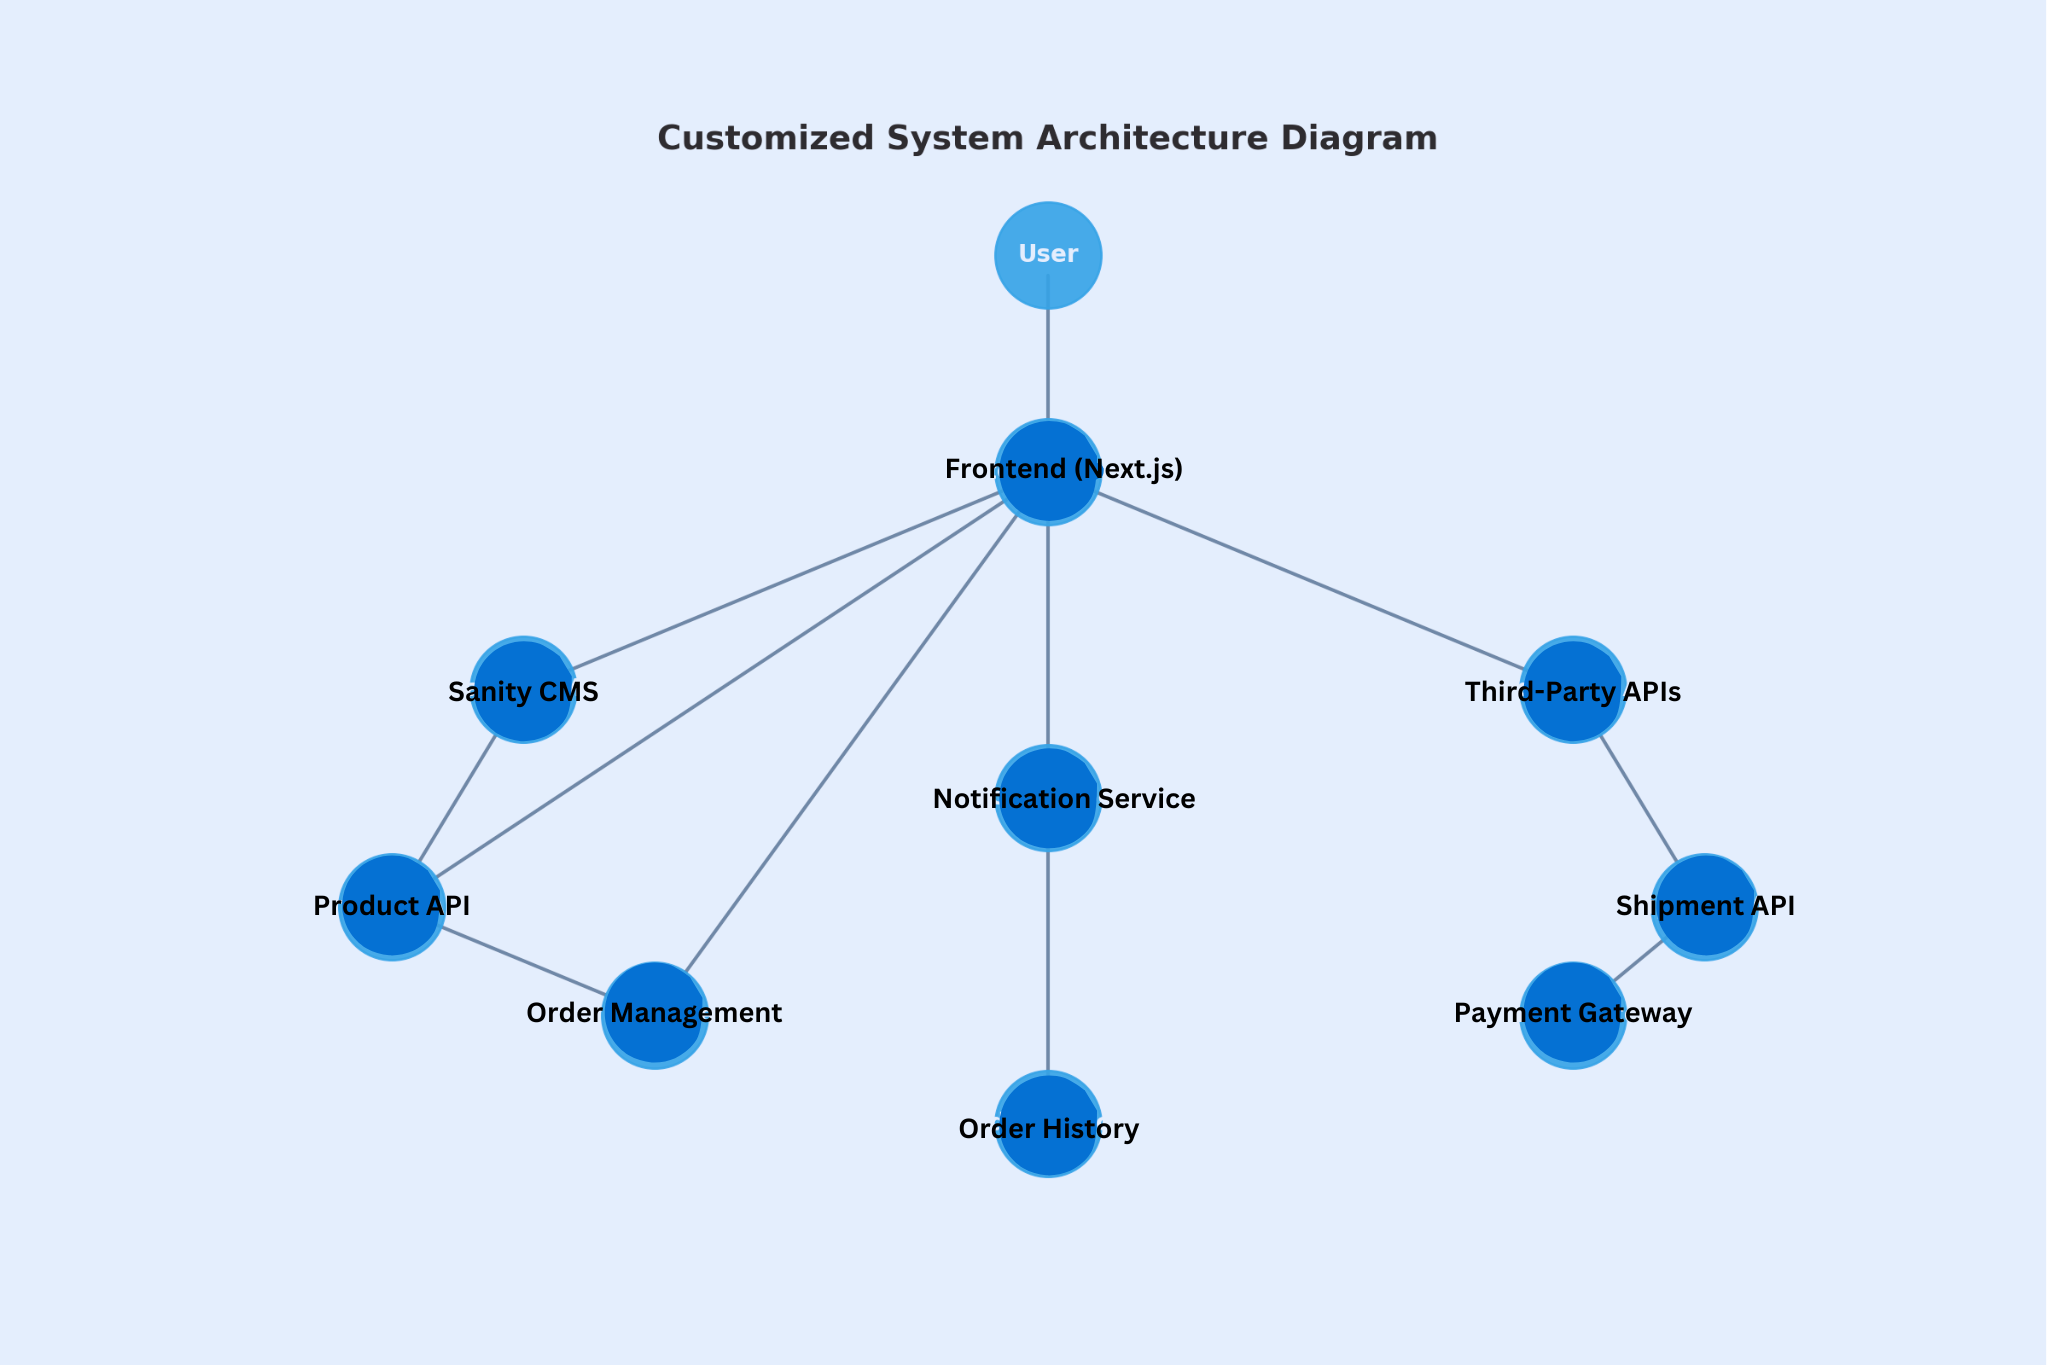 Customized System Architecture Diagram
User
Frontend (Next.js)
Sanity CMS
Third-Party APIs
Notification Service
Product API
Shipment API
Order Management
Payment Gateway
Order History